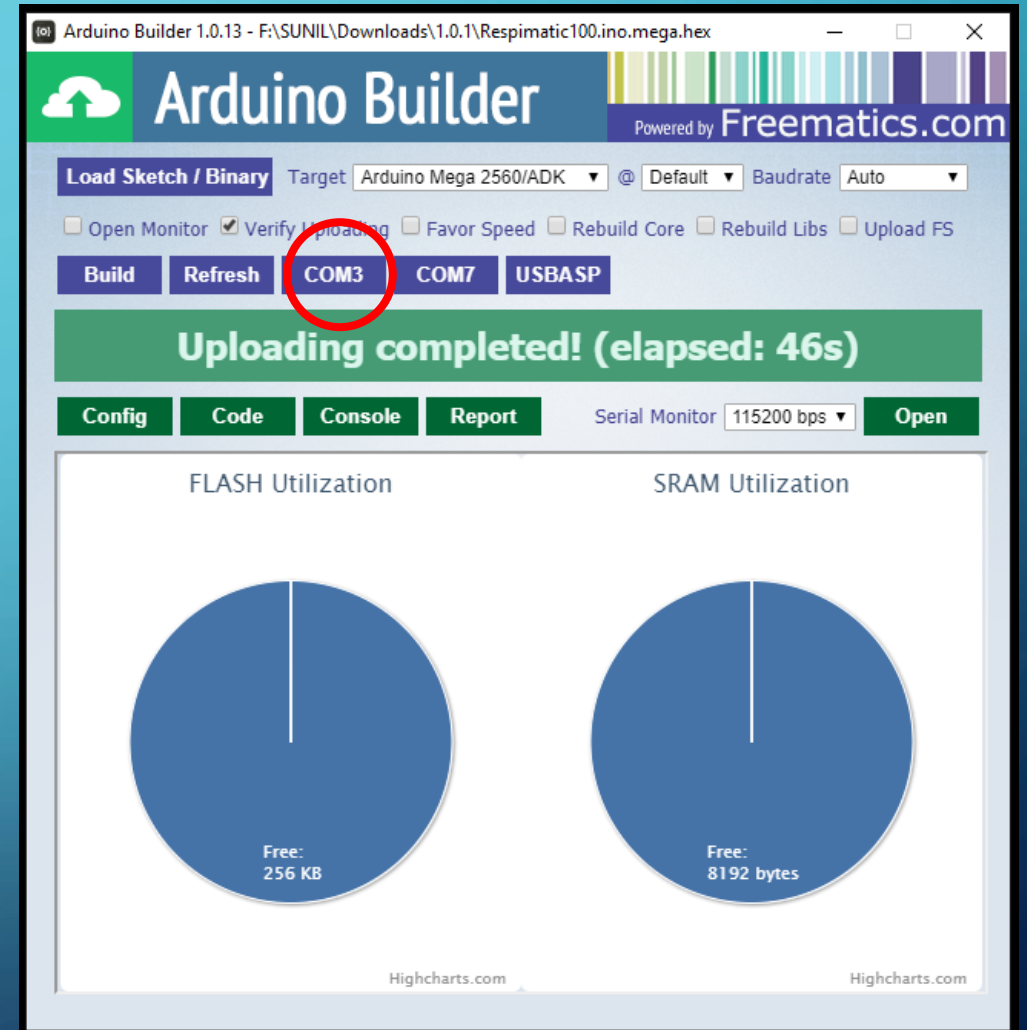 Arduino Builder 1.0.13 - F:\SUNIL\Downloads\1.0.1\Respimatic100.ino.mega.hex
Arduino Builder
Powered by Freematics.com
Load Sketch / Binary Target Arduino Mega 2560/ADK @ Default Baudrate Auto
Open Monitor Verify Uploading Favor Speed Rebuild Core Rebuild Libs Upload FS
Build Refresh COM3 COM7 USBASP
Uploading completed! (elapsed: 46s)
Config Code Console Report Serial Monitor 115200 bps Open
FLASH Utilization SRAM Utilization
Free: Free:
256 KB 8192 bytes
Highcharts.com Highcharts.com